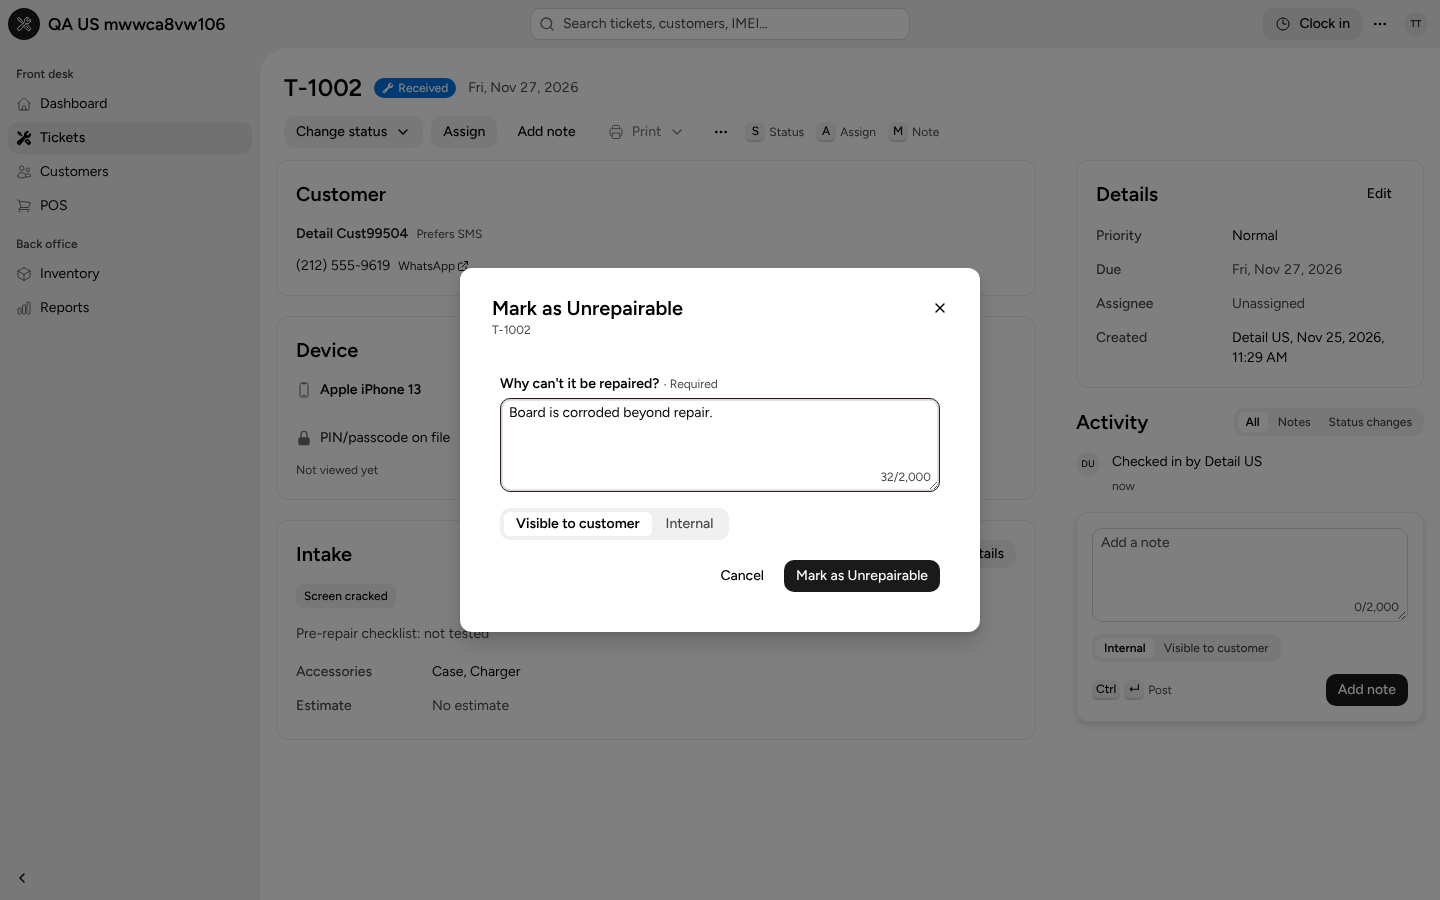 QA US mwwca8vw106
Search tickets, customers, IMEI...
Clock in
TT
Front desk
Dashboard
Tickets
Customers
POS
Back office
Inventory
Reports
T-1002
Received
Fri, Nov 27, 2026
Change status
Assign
Add note
Print
S Status
A Assign
M Note
Customer
Detail Cust99504 Prefers SMS
(212) 555-9619 WhatsApp
Device
Apple iPhone 13
PIN/passcode on file
Not viewed yet
Intake
tails
Screen cracked
Pre-repair checklist: not tested
Accessories Case, Charger
Estimate No estimate
Mark as Unrepairable
T-1002
Why can't it be repaired? · Required
Board is corroded beyond repair.
32/2,000
Visible to customer Internal
Cancel Mark as Unrepairable
Details Edit
Priority Normal
Due Fri, Nov 27, 2026
Assignee Unassigned
Created Detail US, Nov 25, 2026,
11:29 AM
Activity All Notes Status changes
DU Checked in by Detail US
now
Add a note
0/2,000
Internal Visible to customer
Ctrl ↵ Post Add note